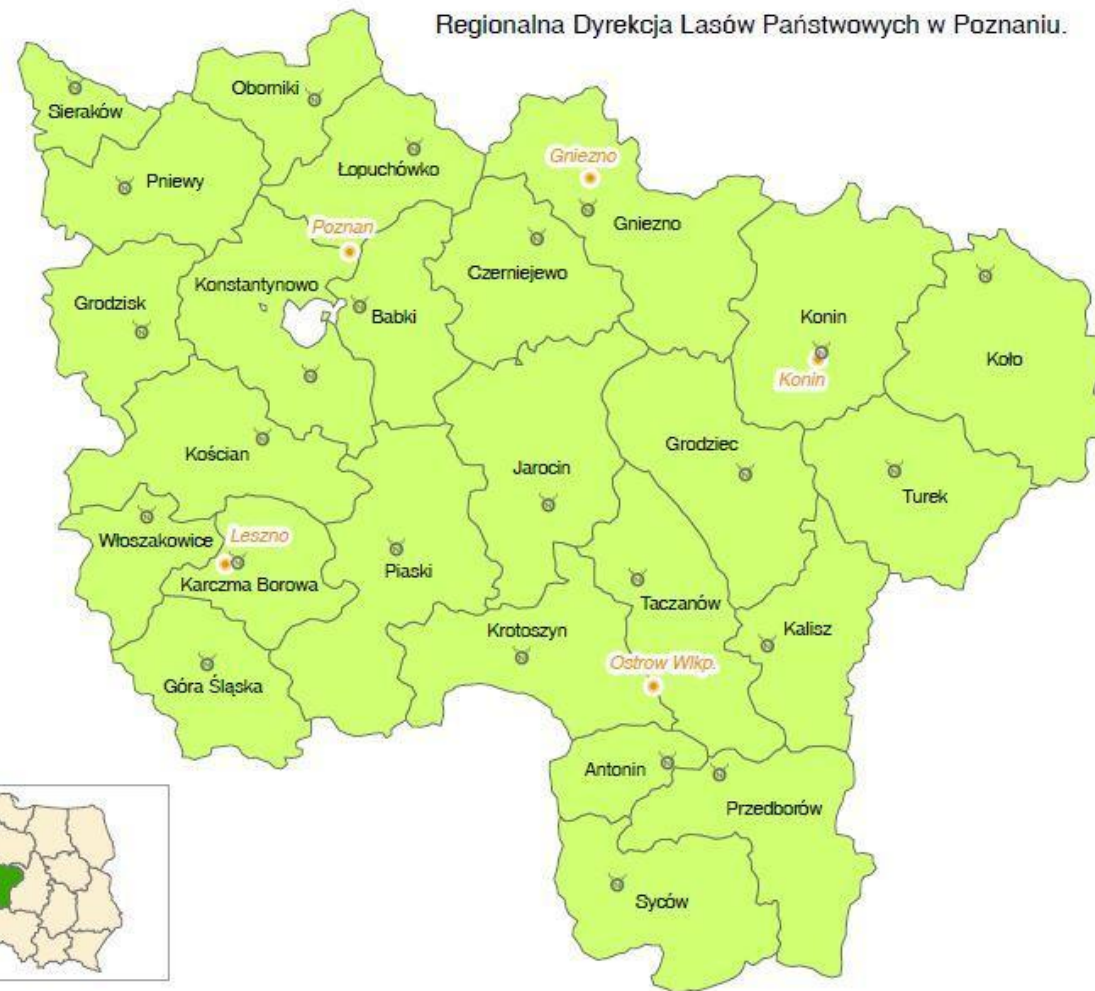 Regionalna Dyrekcja Lasów Państwowych w Poznaniu.
Sieraków
Oborniki
Pniewy
Łopuchówko
Gniezno
Gniezno
Poznan
Czerniejewo
Konstantynowo
Grodzisk
Babki
Konin
Konin
Koło
Kościan
Jarocin
Grodziec
Turek
Włoszakowice
Leszno
Karczma Borowa
Piaski
Taczanów
Krotoszyn
Kalisz
Ostrow Wlkp.
Góra Śląska
Antonin
Przedborów
Syców